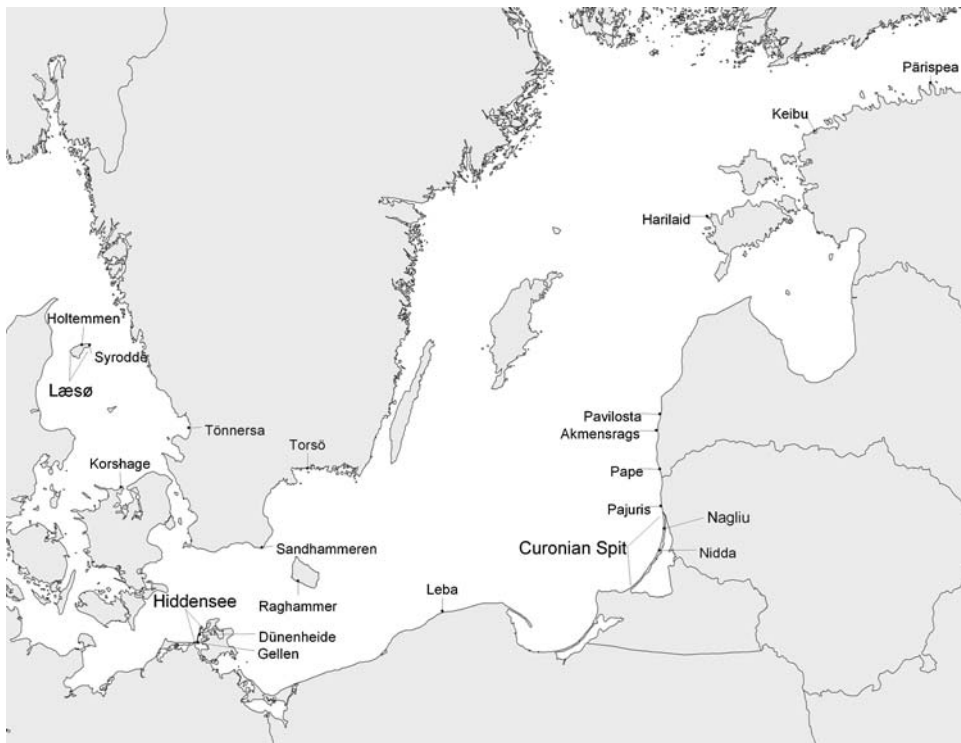 Pärispea
Keibu
Harilaid
Holtemmen
Syrodde
Læsø
Pavilosta
Tönnersa
Akmensrags
Torsö
Korshage
Pape
Pajuris
Nagliu
Curonian Spit
Sandhammeren
Nidda
Leba
Hiddensee
Raghammer
Dünenheide
Gellen